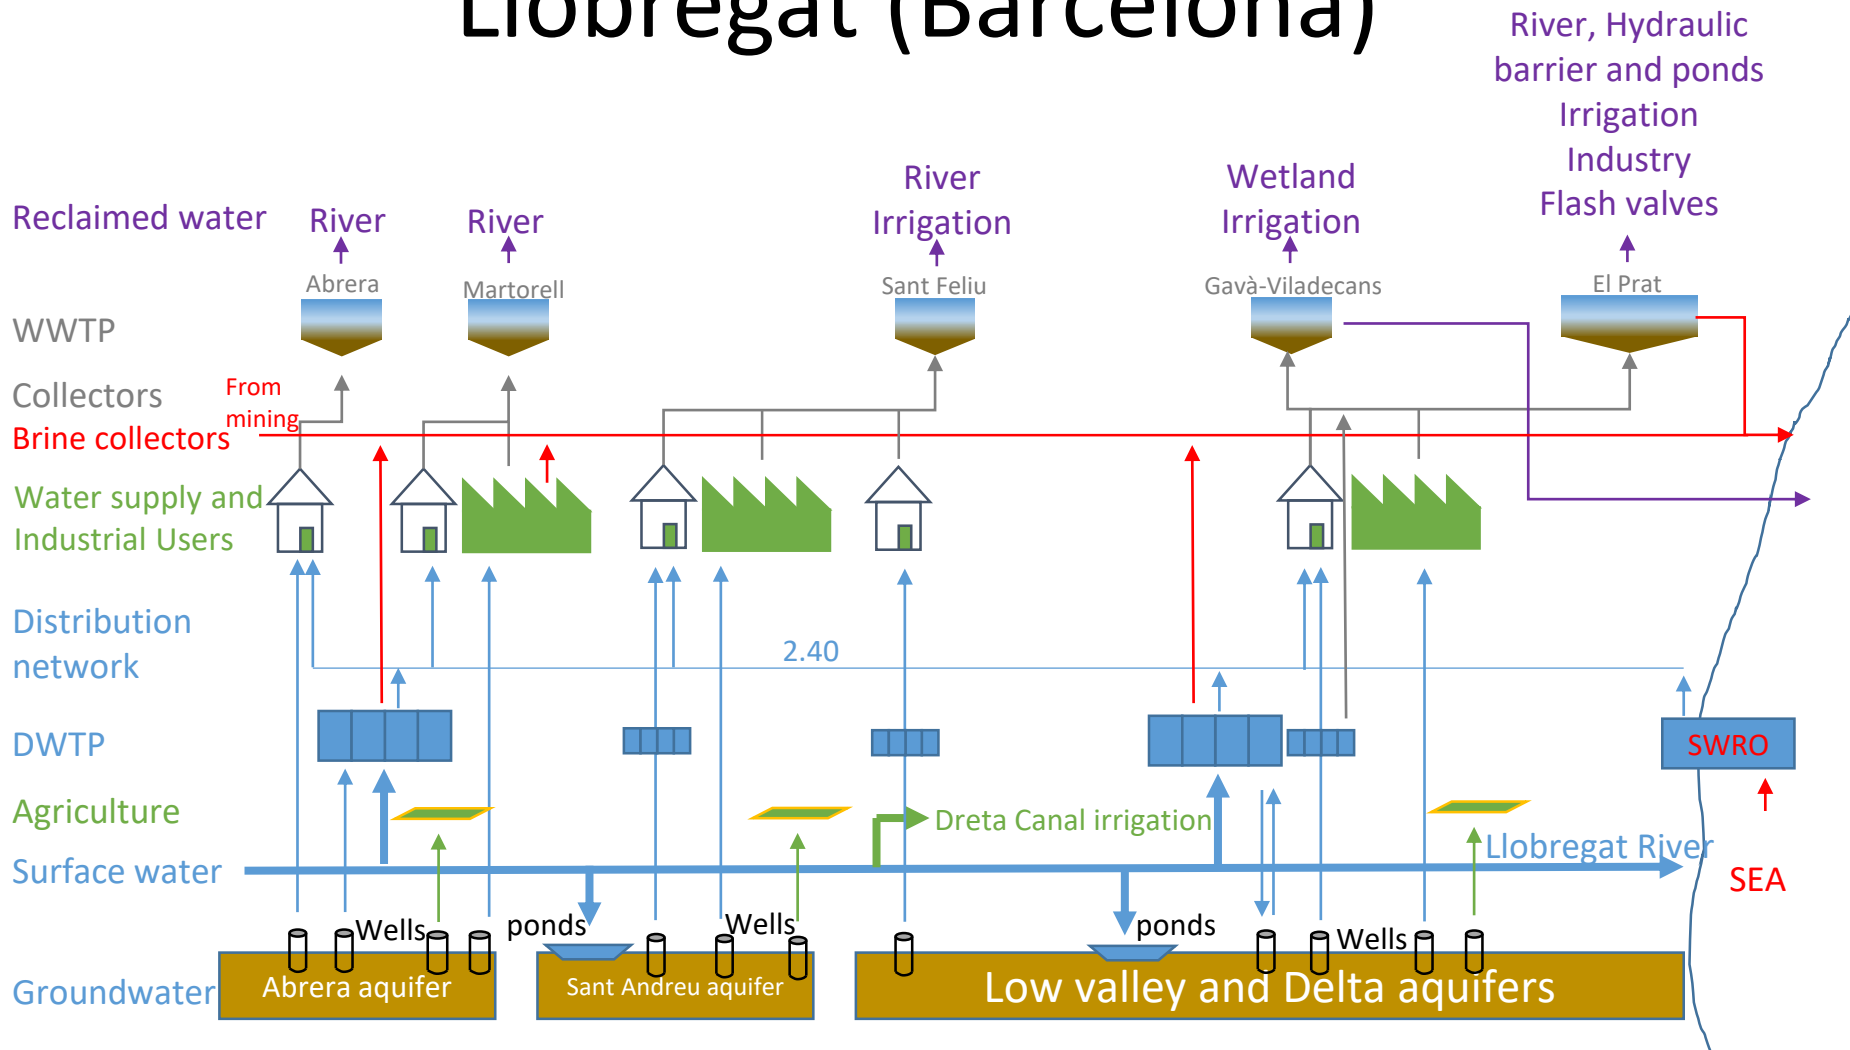 Llobregat (Barcelona)
River, Hydraulic
barrier and ponds
Irrigation
Industry
Flash valves
Reclaimed water
River
River
River
Irrigation
Wetland
Irrigation
Abrera
Martorell
Sant Feliu
Gavà-Viladecans
El Prat
WWTP
Collectors
From
mining
Brine collectors
Water supply and
Industrial Users
Distribution
network
2.40
DWTP
SWRO
Agriculture
Dreta Canal irrigation
Llobregat River
Surface water
SEA
Wells
ponds
Wells
ponds
Wells
Groundwater
Abrera aquifer
Sant Andreu aquifer
Low valley and Delta aquifers